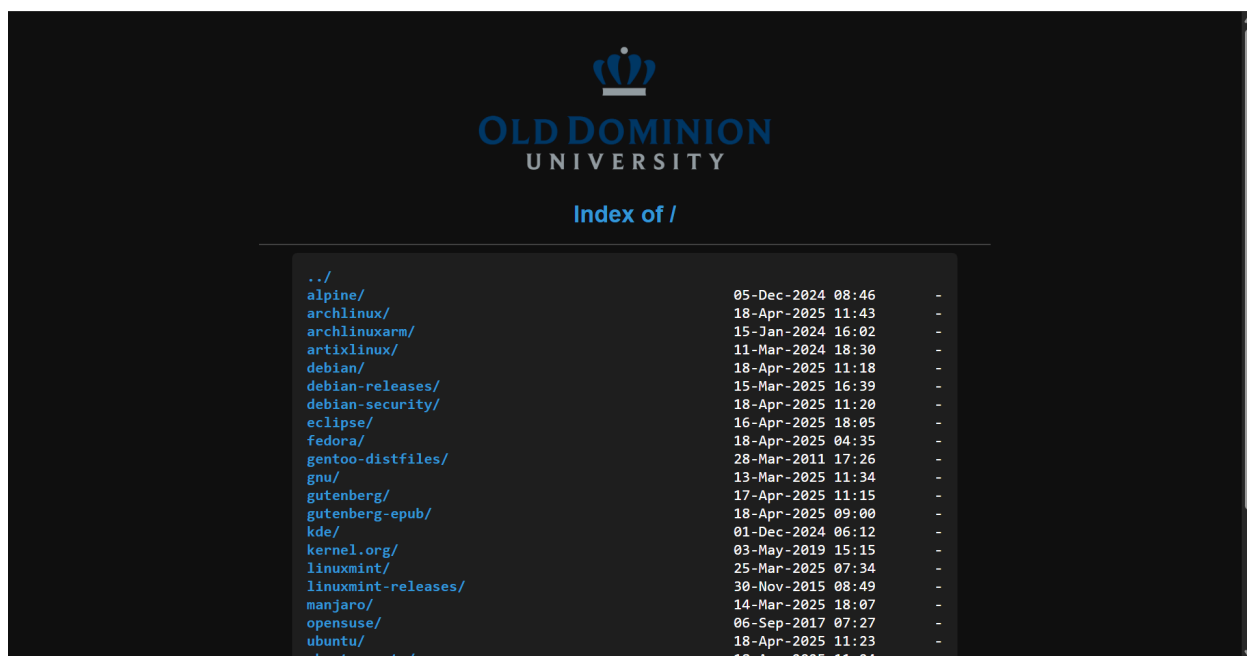 OLD DOMINION
UNIVERSITY
Index of /
../
alpine/ 05-Dec-2024 08:46 -
archlinux/ 18-Apr-2025 11:43 -
archlinuxarm/ 15-Jan-2024 16:02 -
artixlinux/ 11-Mar-2024 18:30 -
debian/ 18-Apr-2025 11:18 -
debian-releases/ 15-Mar-2025 16:39 -
debian-security/ 18-Apr-2025 11:20 -
eclipse/ 16-Apr-2025 18:05 -
fedora/ 18-Apr-2025 04:35 -
gentoo-distfiles/ 28-Mar-2011 17:26 -
gnu/ 13-Mar-2025 11:34 -
gutenberg/ 17-Apr-2025 11:15 -
gutenberg-epub/ 18-Apr-2025 09:00 -
kde/ 01-Dec-2024 06:12 -
kernel.org/ 03-May-2019 15:15 -
linuxmint/ 25-Mar-2025 07:34 -
linuxmint-releases/ 30-Nov-2015 08:49 -
manjaro/ 14-Mar-2025 18:07 -
opensuse/ 06-Sep-2017 07:27 -
ubuntu/ 18-Apr-2025 11:23 -